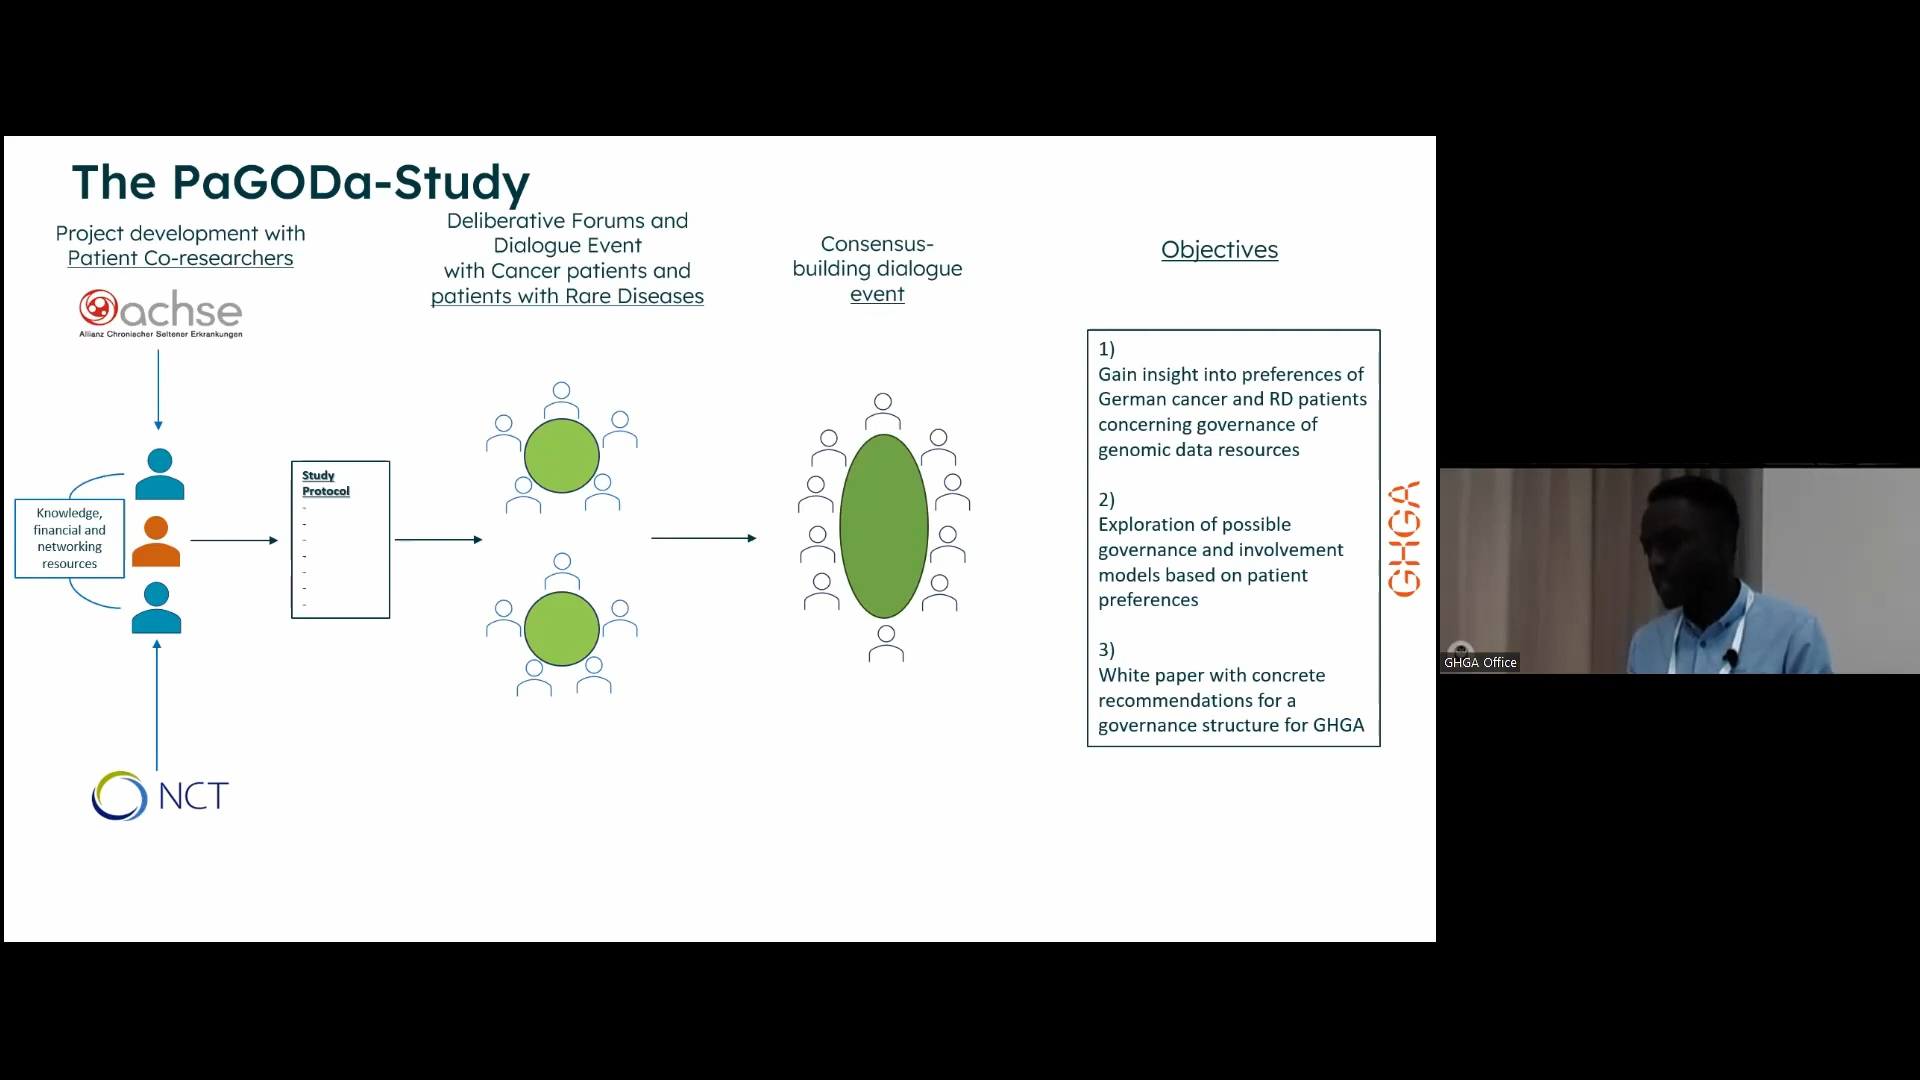 The PaGODa-Study
Project development with
Patient Co-researchers
achse
Allianz Chronischer Seltener Erkrankungen
Knowledge,
financial and
networking
resources
NCT
Study
Protocol
-
-
-
-
-
-
-
Deliberative Forums and
Dialogue Event
with Cancer patients and
patients with Rare Diseases
Consensus-
building dialogue
event
Objectives
1)
Gain insight into preferences of
German cancer and RD patients
concerning governance of
genomic data resources
2)
Exploration of possible
governance and involvement
models based on patient
preferences
3)
White paper with concrete
recommendations for a
governance structure for GHGA
GHGA
GHGA Office